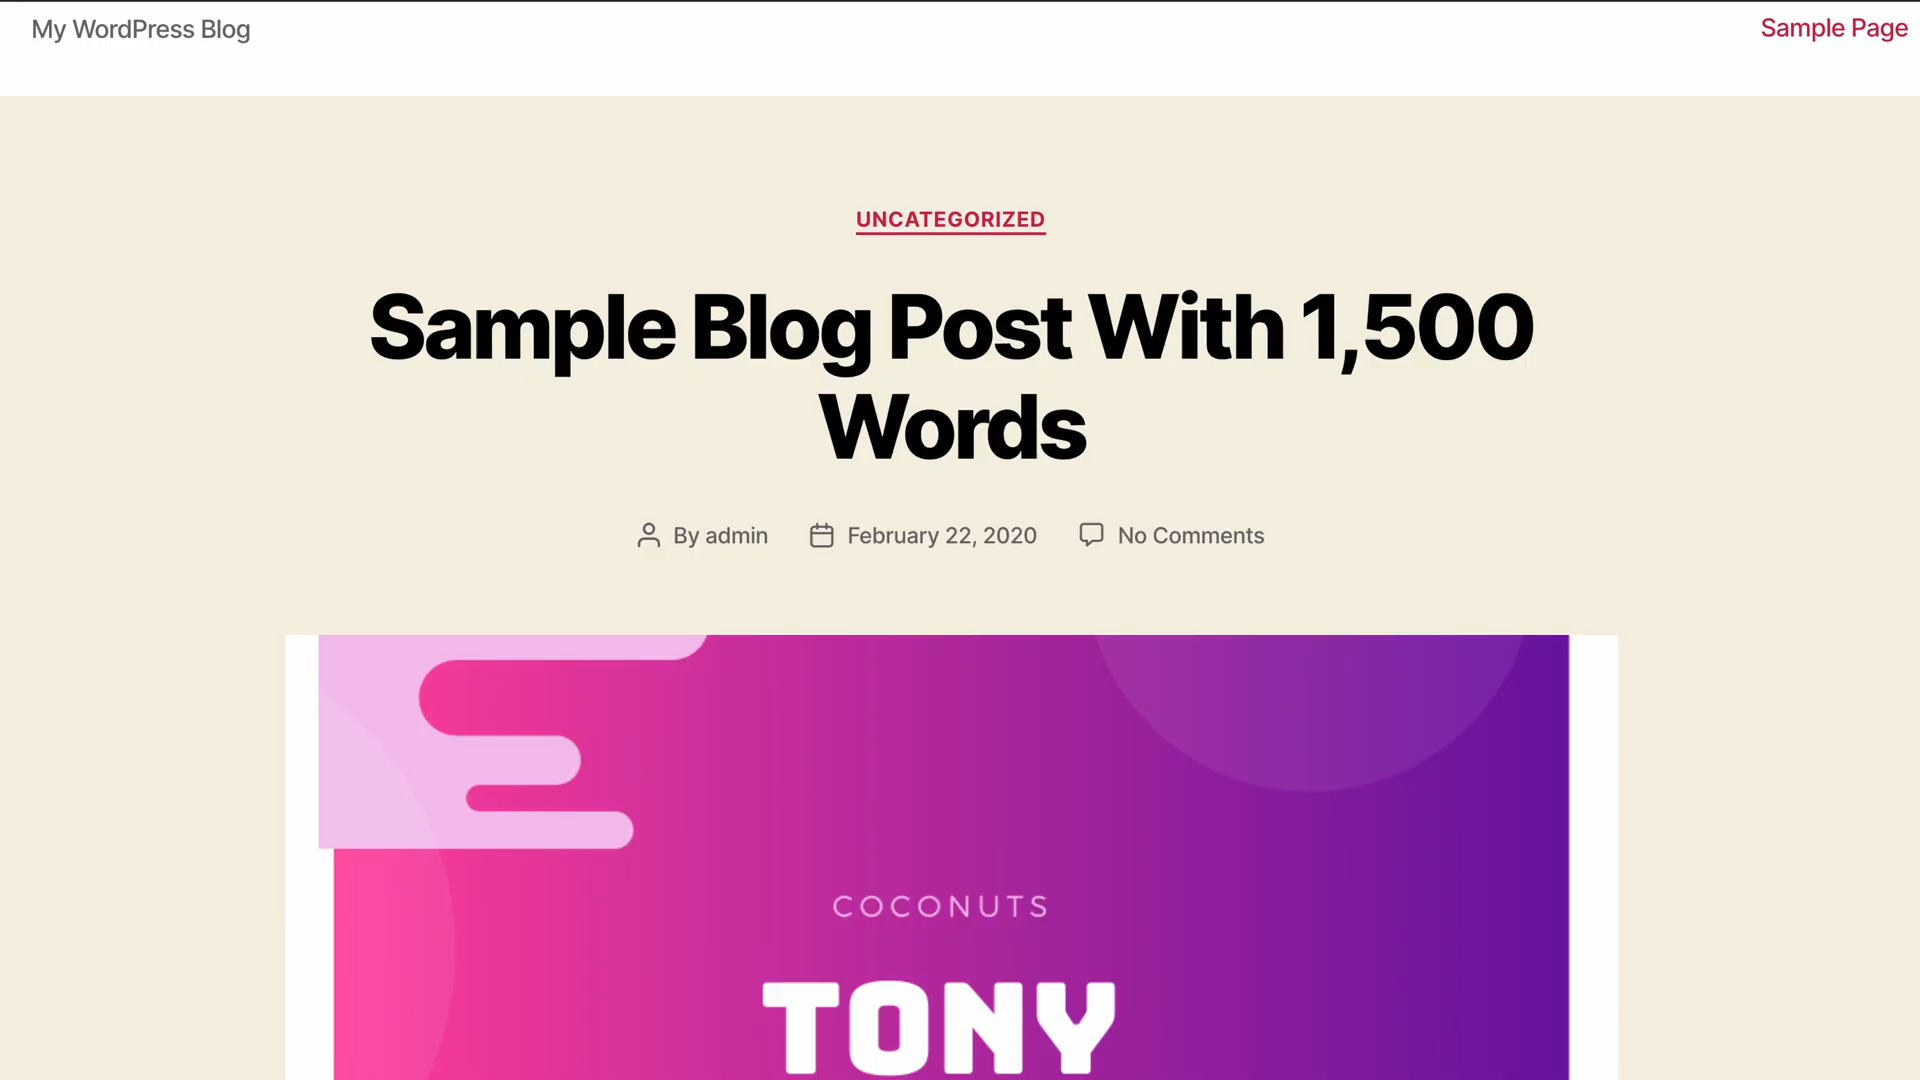 My WordPress Blog
Sample Page
UNCATEGORIZED
Sample Blog Post With 1,500
Words
By admin February 22, 2020 No Comments
COCONUTS
TONY